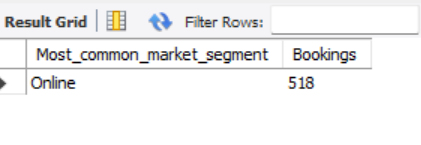 Result Grid Filter Rows:
Most_common_market_segment Bookings
Online 518